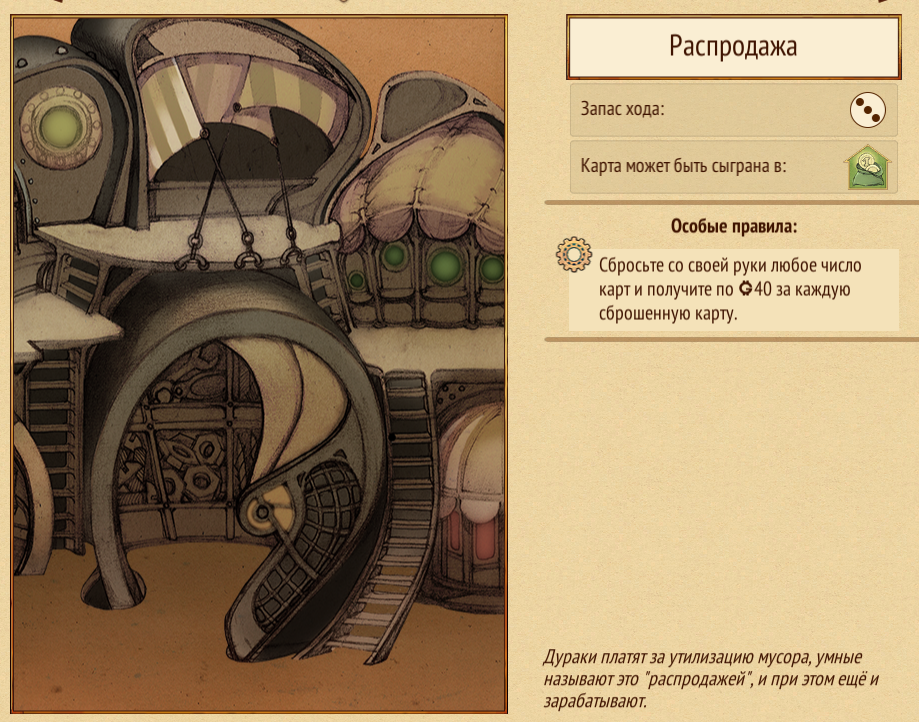 Распродажа
Запас хода:
Карта может быть сыграна в:
Особые правила:
Сбросьте со своей руки любое число
карт и получите по 40 за каждую
сброшенную карту.
Дураки платят за утилизацию мусора, умные
называют это "распродажей", и при этом ещё и
зарабатывают.